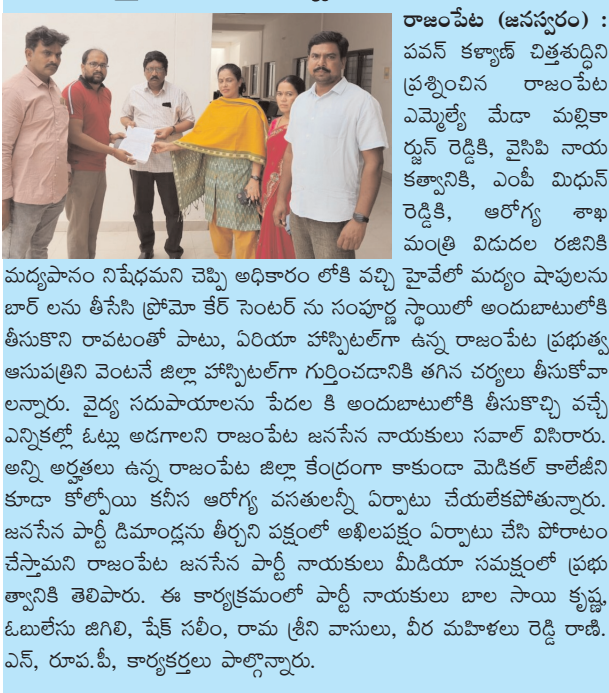 రాజంపేట (జనస్వరం) :
పవన్ కళ్యాణ్ చిత్తశుద్ధిని
ప్రశ్నించిన రాజంపేట
ఎమ్మెల్యే మేడా మల్లికా
ర్జున్ రెడ్డికి, వైసిపి నాయ
కత్వానికి, ఎంపీ మిధున్
రెడ్డికి, ఆరోగ్య శాఖ
మంత్రి విడుదల రజినికి
మద్యపానం నిషేధమని చెప్పి అధికారం లోకి వచ్చి హైవేలో మద్యం షాపులను
బార్ లను తీసేసి ప్రోమో కేర్ సెంటర్ ను సంపూర్ణ స్థాయిలో అందుబాటులోకి
తీసుకొని రావటంతో పాటు, ఏరియా హాస్పిటల్‌గా ఉన్న రాజంపేట ప్రభుత్వ
ఆసుపత్రిని వెంటనే జిల్లా హాస్పిటల్‌గా గుర్తించడానికి తగిన చర్యలు తీసుకోవా
లన్నారు. వైద్య సదుపాయాలను పేదల కి అందుబాటులోకి తీసుకొచ్చి వచ్చే
ఎన్నికల్లో ఓట్లు అడగాలని రాజంపేట జనసేన నాయకులు సవాల్ విసిరారు.
అన్ని అర్హతలు ఉన్న రాజంపేట జిల్లా కేంద్రంగా కాకుండా మెడికల్ కాలేజీని
కూడా కోల్పోయి కనీస ఆరోగ్య వసతులన్నీ ఏర్పాటు చేయలేకపోతున్నారు.
జనసేన పార్టీ డిమాండ్లను తీర్చని పక్షంలో అఖిలపక్షం ఏర్పాటు చేసి పోరాటం
చేస్తామని రాజంపేట జనసేన పార్టీ నాయకులు మీడియా సమక్షంలో ప్రభు
త్వానికి తెలిపారు. ఈ కార్యక్రమంలో పార్టీ నాయకులు బాల సాయి కృష్ణ,
ఓబులేసు జిగిలి, షేక్ సలీం, రామ శ్రీని వాసులు, వీర మహిళలు రెడ్డి రాణి.
ఎన్, రూప.పీ, కార్యకర్తలు పాల్గొన్నారు.